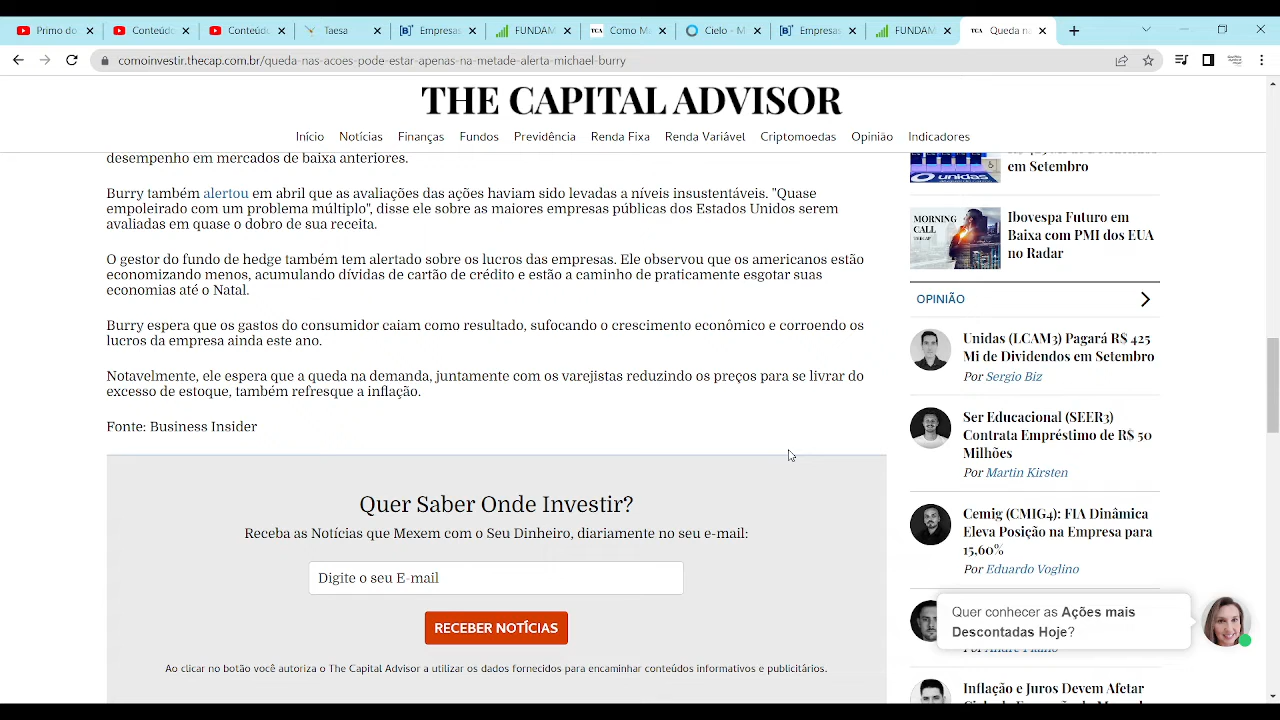 Primo do
Conteúdc
Conteúdc
Taesa
Empresas
FUNDAM
Como M
Cielo - M
Empresas
FUNDAM
Queda na
comoinvestir.thecap.com.br/queda-nas-acoes-pode-estar-apenas-na-metade-alerta-michael-burry
THE CAPITAL ADVISOR
Início Notícias Finanças Fundos Previdência Renda Fixa Renda Variável Criptomoedas Opinião Indicadores
desempenho em mercados de baixa anteriores.
Burry também alertou em abril que as avaliações das ações haviam sido levadas a níveis insustentáveis. "Quase
empoleirado com um problema múltiplo", disse ele sobre as maiores empresas públicas dos Estados Unidos serem
avaliadas em quase o dobro de sua receita.
O gestor do fundo de hedge também tem alertado sobre os lucros das empresas. Ele observou que os americanos estão
economizando menos, acumulando dívidas de cartão de crédito e estão a caminho de praticamente esgotar suas
economias até o Natal.
Burry espera que os gastos do consumidor caiam como resultado, sufocando o crescimento econômico e corroendo os
lucros da empresa ainda este ano.
Notavelmente, ele espera que a queda na demanda, juntamente com os varejistas reduzindo os preços para se livrar do
excesso de estoque, também refresque a inflação.
Fonte: Business Insider
Quer Saber Onde Investir?
Receba as Notícias que Mexem com o Seu Dinheiro, diariamente no seu e-mail:
Digite o seu E-mail
RECEBER NOTÍCIAS
Ao clicar no botão você autoriza o The Capital Advisor a utilizar os dados fornecidos para encaminhar conteúdos informativos e publicitários.
unidas
em Setembro
MORNING
CALL
Ibovespa Futuro em
Baixa com PMI dos EUA
no Radar
OPINIÃO
Unidas (LCAM3) Pagará R$ 425
Mi de Dividendos em Setembro
Por Sergio Biz
Ser Educacional (SEER3)
Contrata Empréstimo de R$ 50
Milhões
Por Martin Kirsten
Cemig (CMIG4): FIA Dinâmica
Eleva Posição na Empresa para
15,60%
Por Eduardo Voglino
Quer conhecer as Ações mais
Descontadas Hoje?
Inflação e Juros Devem Afetar